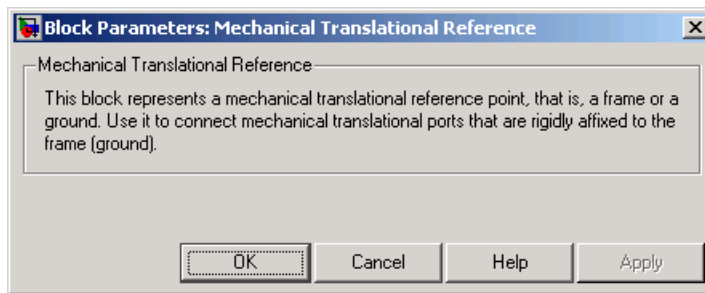 Block Parameters: Mechanical Translational Reference
Mechanical Translational Reference
This block represents a mechanical translational reference point, that is, a frame or a
ground. Use it to connect mechanical translational ports that are rigidly affixed to the
frame (ground).
OK Cancel Help Apply